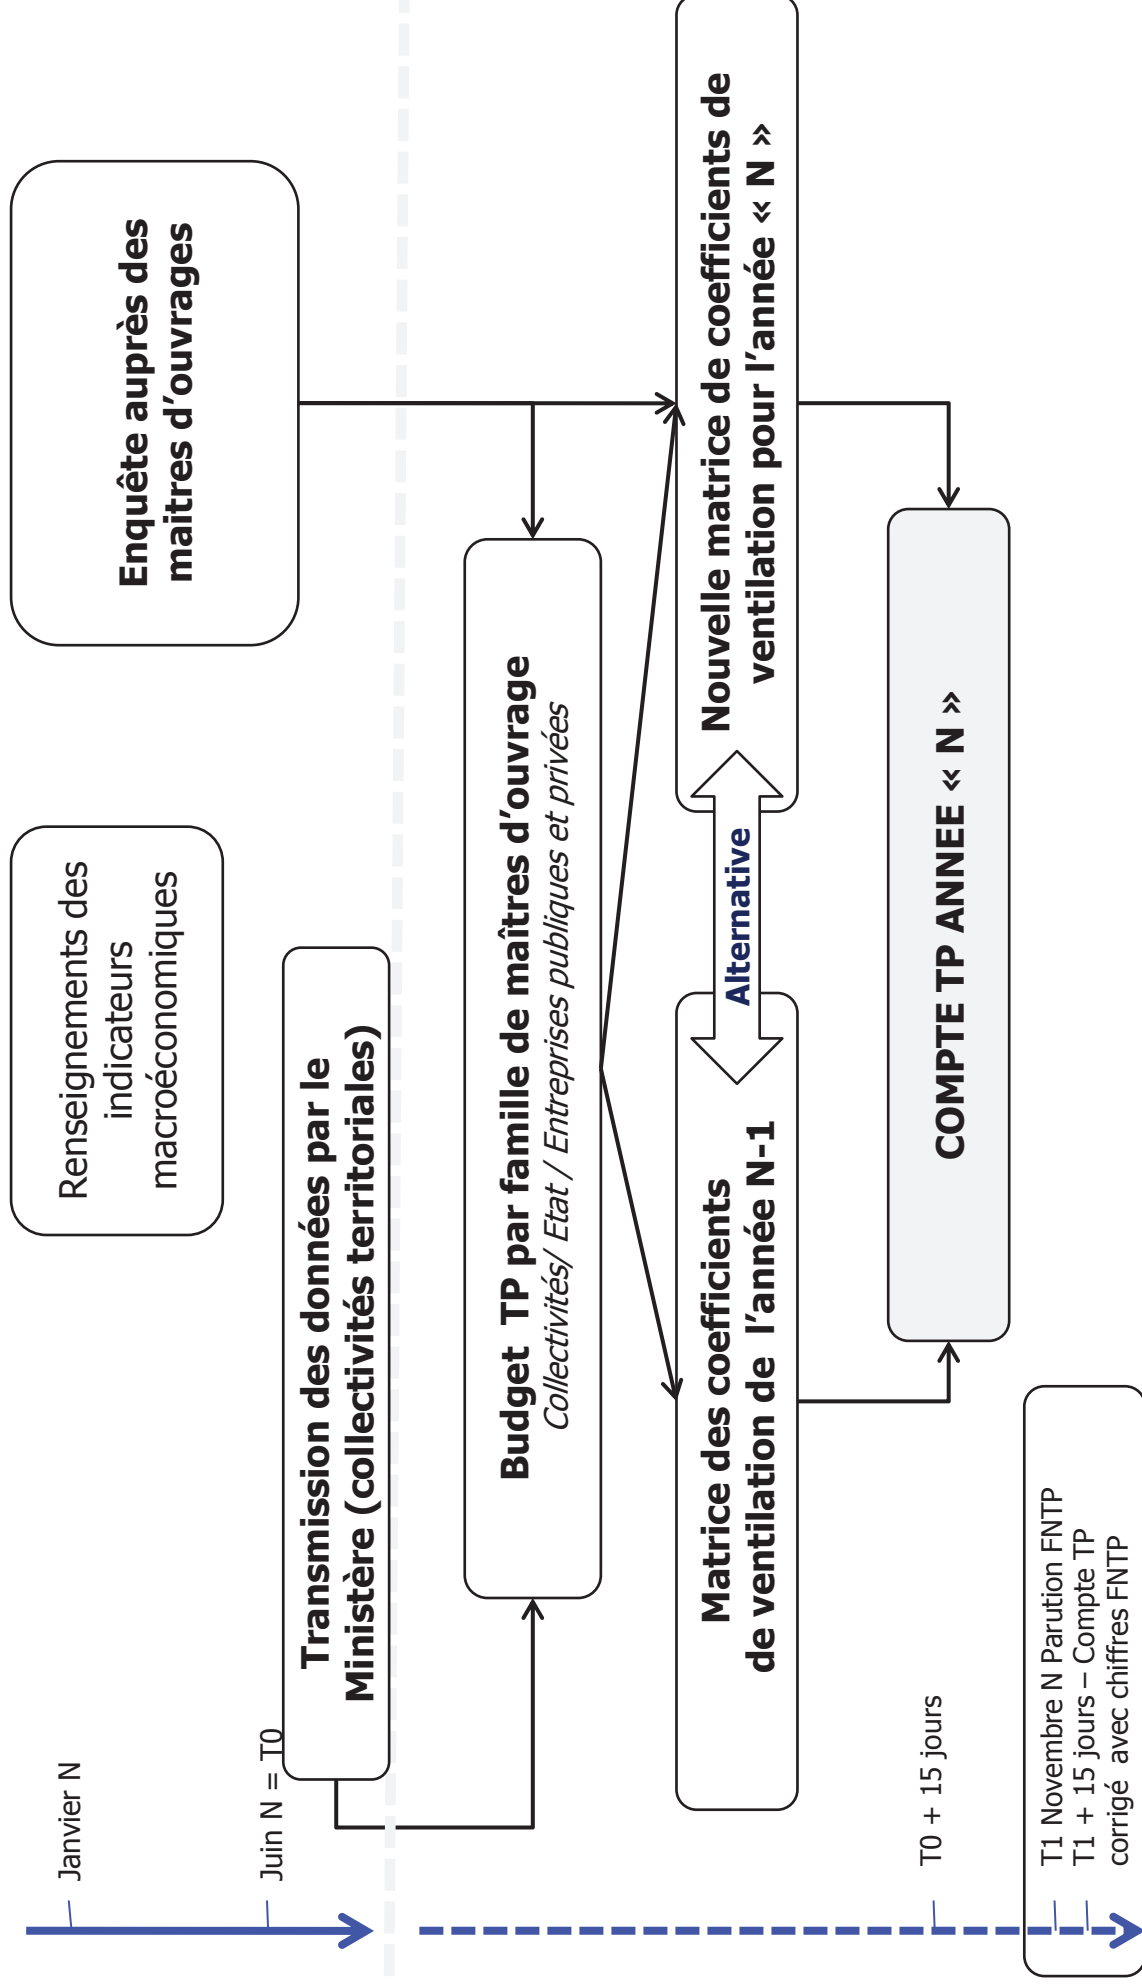 Janvier N
Renseignements des
indicateurs
macroéconomiques
Enquête auprès des
maitres d’ouvrages
Juin N = T0
Transmission des données par le
Ministère (collectivités territoriales)
Budget TP par famille de maîtres d’ouvrage
Collectivités/ Etat / Entreprises publiques et privées
Matrice des coefficients
de ventilation de l’année N-1
Alternative
Nouvelle matrice de coefficients de
ventilation pour l’année « N »
T0 + 15 jours
COMPTE TP ANNEE « N »
T1 Novembre N Parution FNTP
T1 + 15 jours – Compte TP
corrigé avec chiffres FNTP